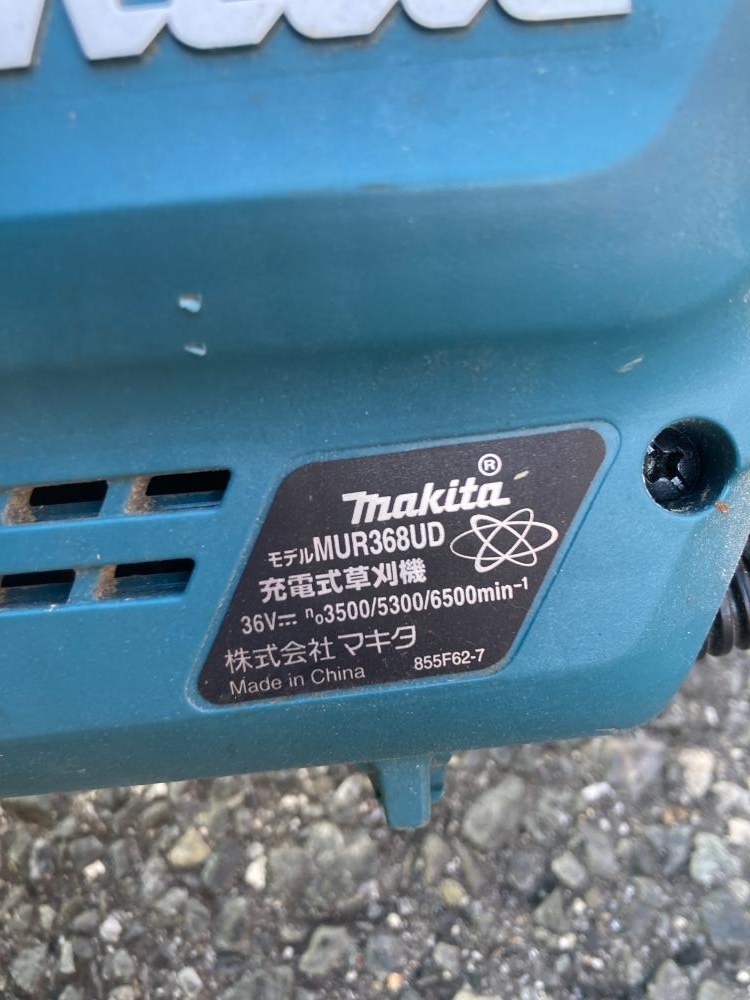 makita®
モデルMUR368UD
充電式草刈機
36V⎓ n₀3500/5300/6500min⁻¹
株式会社マキタ 855F62-7
Made in China